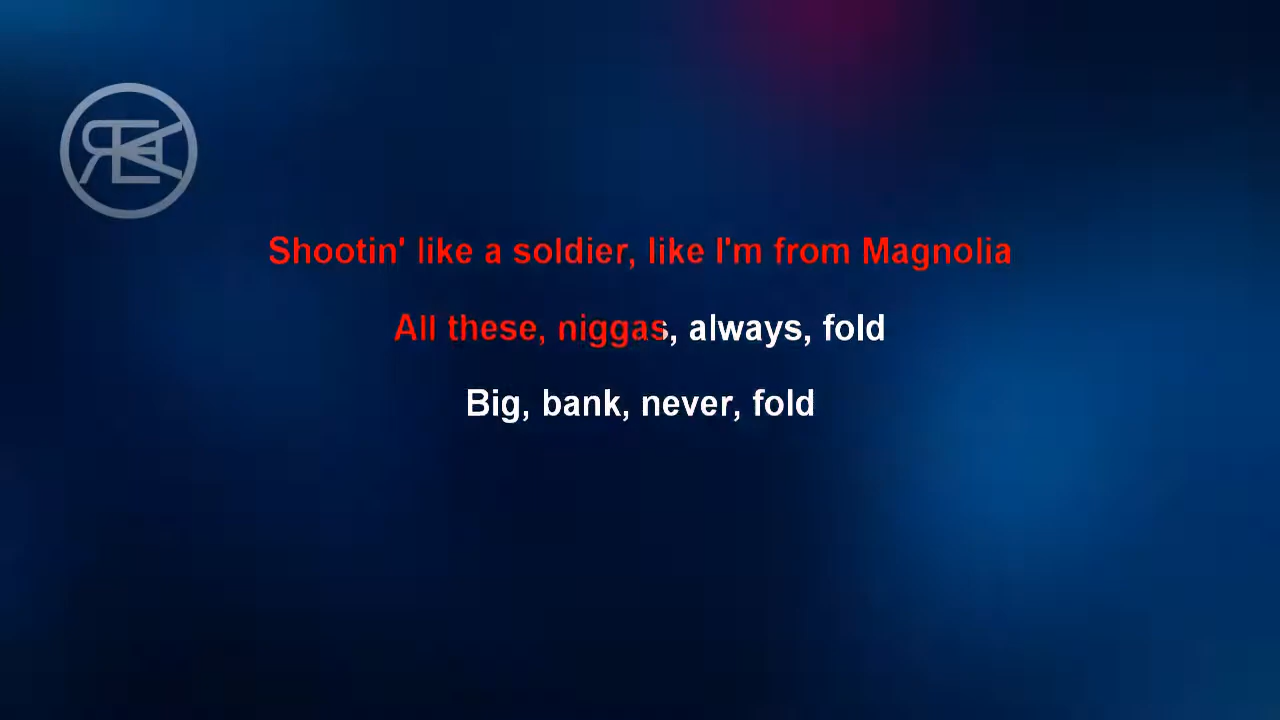 Shootin' like a soldier, like I'm from Magnolia
All these, niggas, always, fold
Big, bank, never, fold